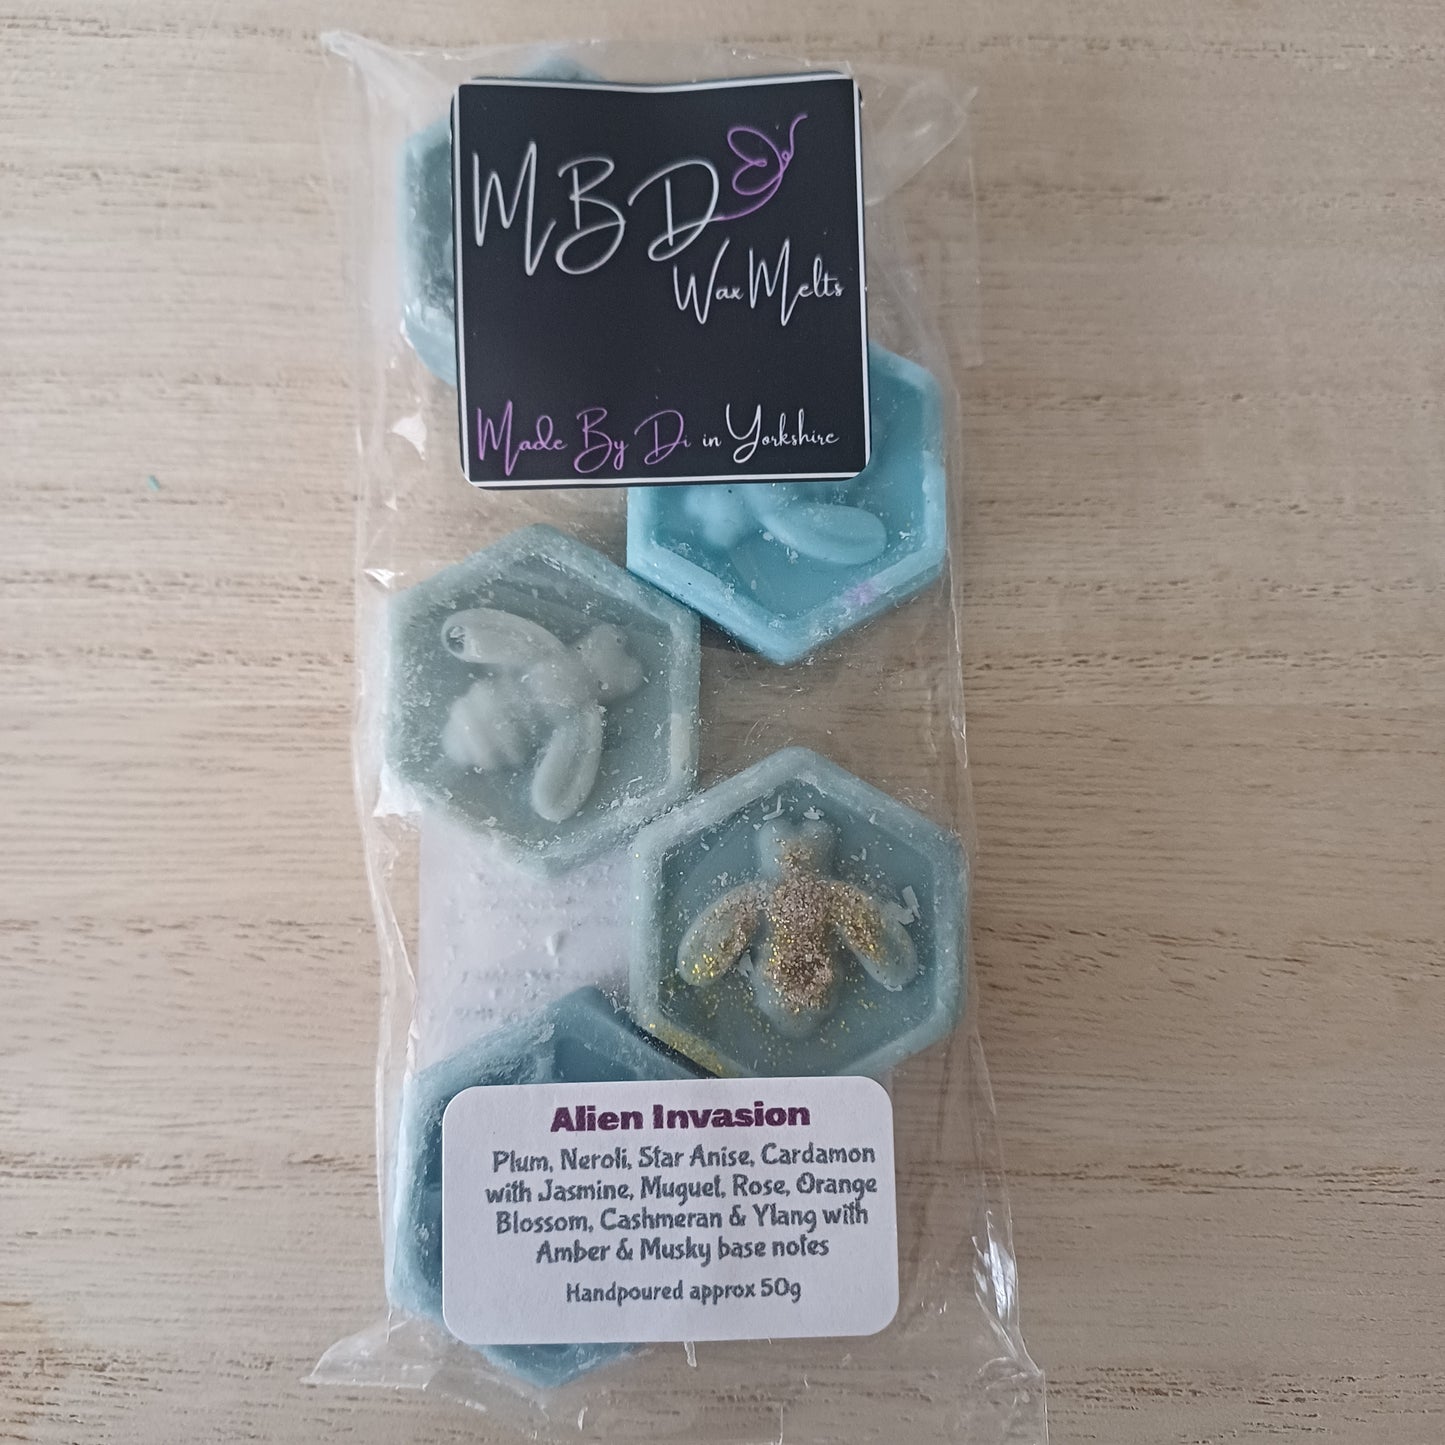 MBD
Wax Melts
Made By Di in Yorkshire
Alien Invasion
Plum, Neroli, Star Anise, Cardamon
with Jasmine, Muguet, Rose, Orange
Blossom, Cashmeran & Ylang with
Amber & Musky base notes
Handpoured approx 50g